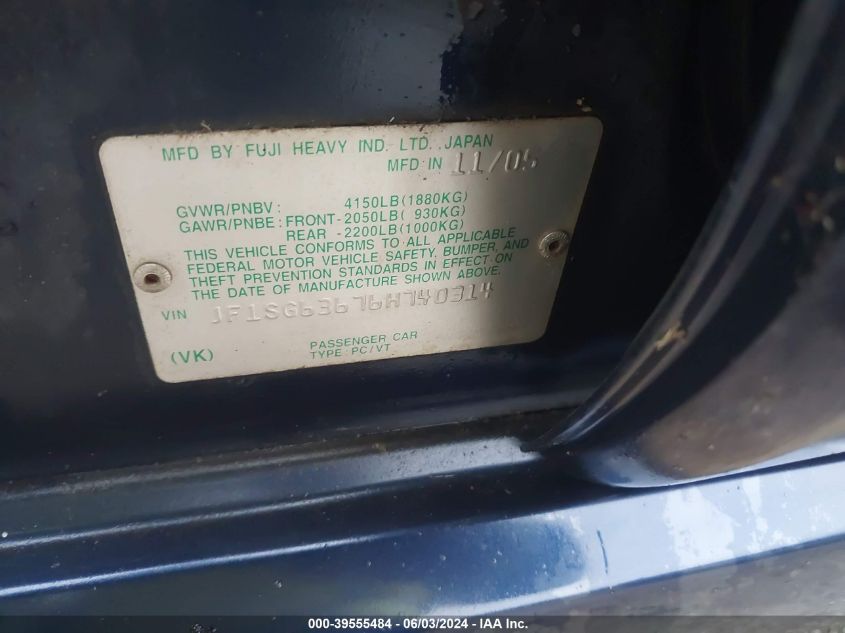 MFD BY FUJI HEAVY IND. LTD. JAPAN
MFD IN 11/05
GVWR/PNBV: 4150LB(1880KG)
GAWR/PNBE: FRONT-2050LB( 930KG)
REAR -2200LB(1000KG)
THIS VEHICLE CONFORMS TO ALL APPLICABLE
FEDERAL MOTOR VEHICLE SAFETY, BUMPER, AND
THEFT PREVENTION STANDARDS IN EFFECT ON
THE DATE OF MANUFACTURE SHOWN ABOVE.
VIN JF1SG63676H740314
PASSENGER CAR
(VK) TYPE:PC/VT
000-39555484 - 06/03/2024 - IAA Inc.